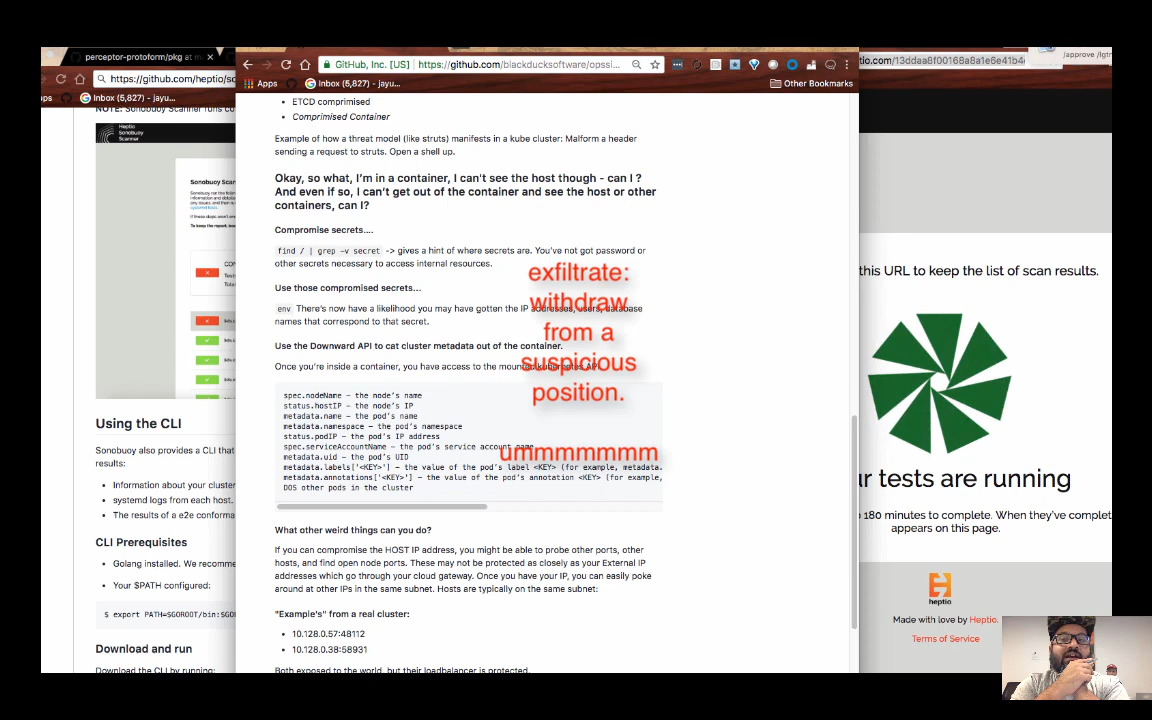 perceptor-protoform/pkg at m
https://github.com/heptio/so
Inbox (5,827) - jayu...
Heptio
Sonobuoy
Scanner
Using the CLI
Sonobuoy also provides a CLI that
results:
Information about your cluster
systemd logs from each host.
The results of a e2e conforma
CLI Prerequisites
Golang installed. We recomme
Your $PATH configured:
$ export PATH=$GOROOT/bin:$GO
Download and run
Download the CLI by running:
GitHub, Inc. [US] | https://github.com/blackducksoftware/opssi...
Apps
Inbox (5,827) - jayu...
Other Bookmarks
ETCD comprimised
Comprimised Container
Example of how a threat model (like struts) manifests in a kube cluster: Malform a header
sending a request to struts. Open a shell up.
Okay, so what, I'm in a container, I can't see the host though - can I ?
And even if so, I can't get out of the container and see the host or other
containers, can I?
Compromise secrets....
find / | grep -v secret -> gives a hint of where secrets are. You've not got password or
other secrets necessary to access internal resources.
Use those compromised secrets...
env There's now have a likelihood you may have gotten the IP addresses, users, database
names that correspond to that secret.
Use the Downward API to cat cluster metadata out of the container.
Once you're inside a container, you have access to the mounted kubernetes API.
spec.nodeName – the node's name
status.hostIP – the node's IP
metadata.name – the pod's name
metadata.namespace – the pod's namespace
status.podIP – the pod's IP address
spec.serviceAccountName – the pod's service account name
metadata.uid – the pod's UID
metadata.labels['<KEY>'] – the value of the pod's label <KEY> (for example, metadata.
metadata.annotations['<KEY>'] – the value of the pod's annotation <KEY> (for example,
DOS other pods in the cluster
exfiltrate:
withdraw
from a
suspicious
position.
ummmmmmm
What other weird things can you do?
If you can compromise the HOST IP address, you might be able to probe other ports, other
hosts, and find open node ports. These may not be protected as closely as your External IP
addresses which go through your cloud gateway. Once you have your IP, you can easily poke
around at other IPs in the same subnet. Hosts are typically on the same subnet:
"Example's" from a real cluster:
10.128.0.57:48112
10.128.0.38:58931
Both exposed to the world, but their loadbalancer is protected.
this URL to keep the list of scan results.
ur tests are running
180 minutes to complete. When they've complet
appears on this page.
heptio
Made with love by Heptio.
Terms of Service